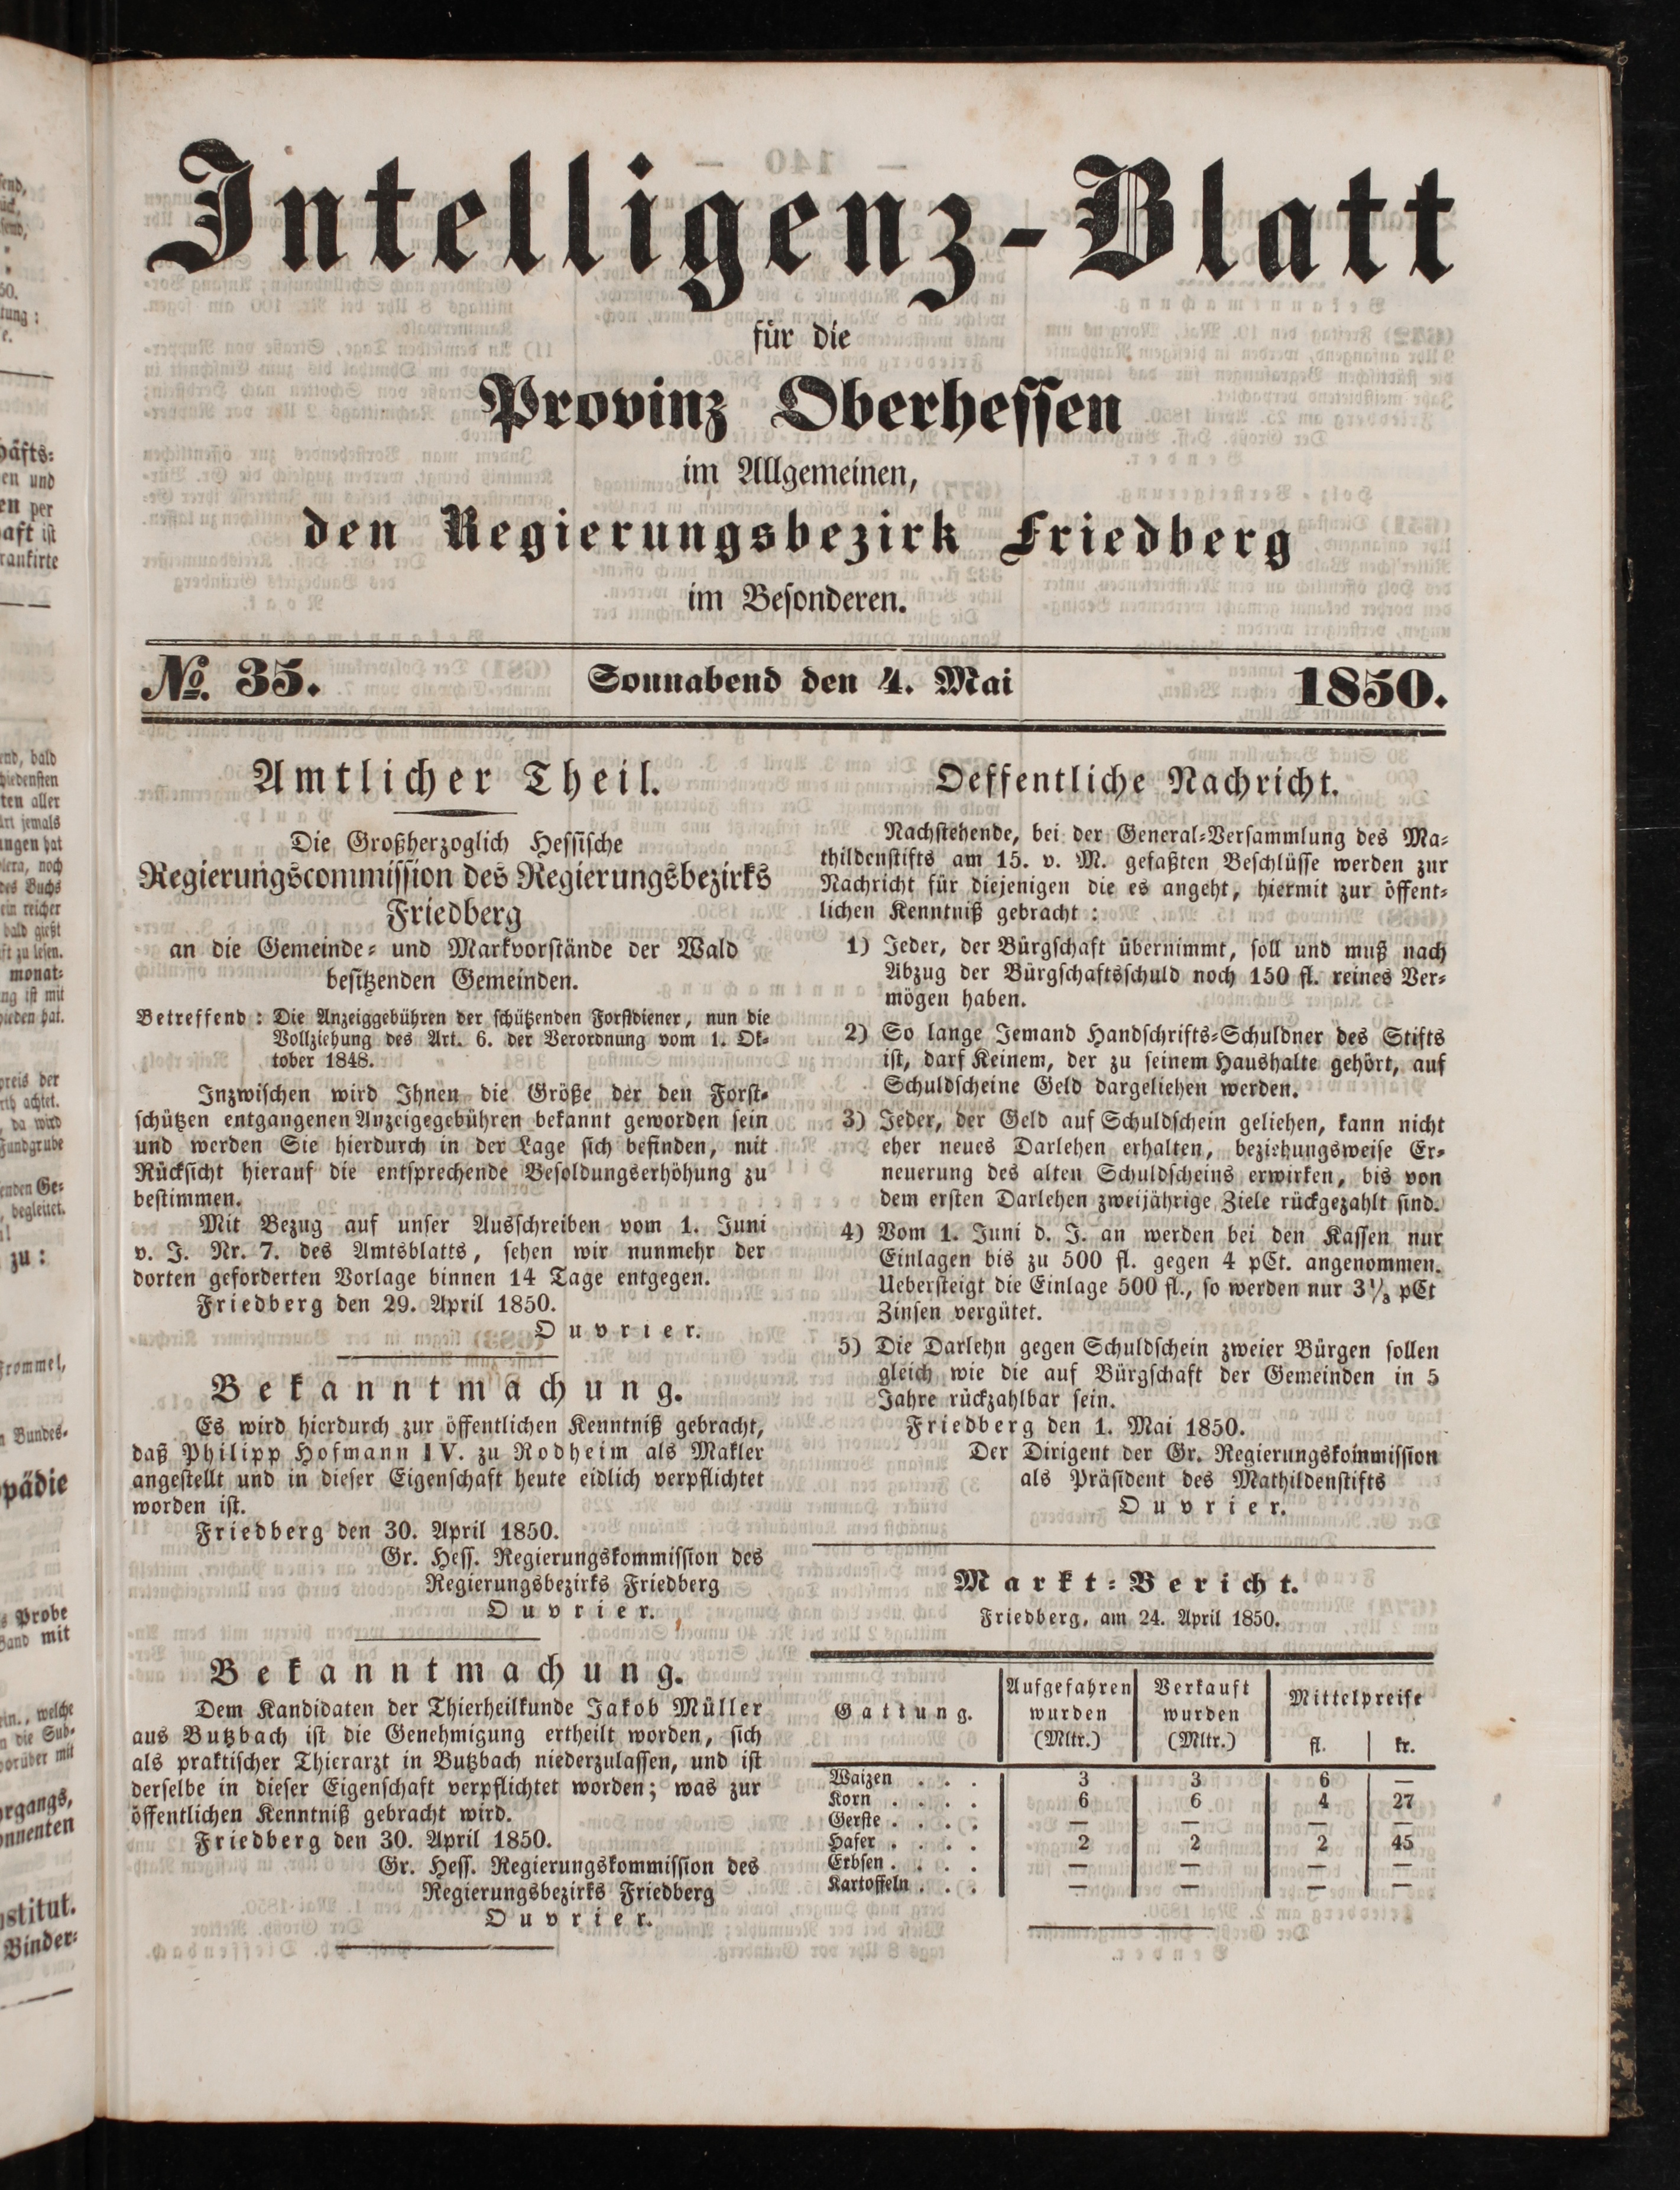 Intelligenz-Blatt
für die
Provinz Oberhessen
im Allgemeinen,
den Regierungsbezirk Friedberg
im Besonderen.
№. 35. Sonnabend den 4. Mai 1850.
Amtlicher Theil.
Die Großherzoglich Hessische
Regierungscommission des Regierungsbezirks
Friedberg
an die Gemeinde- und Markvorstände der Wald
besitzenden Gemeinden.
Betreffend: Die Anzeiggebühren der schützenden Forstdiener, nun die
Vollziehung des Art. 6. der Verordnung vom 1. Ok-
tober 1848.
Inzwischen wird Ihnen die Größe der den Forst-
schützen entgangenen Anzeigegebühren bekannt geworden sein
und werden Sie hierdurch in der Lage sich befinden, mit
Rücksicht hierauf die entsprechende Besoldungserhöhung zu
bestimmen.
Mit Bezug auf unser Ausschreiben vom 1. Juni
v. J. Nr. 7. des Amtsblatts, sehen wir nunmehr der
dorten geforderten Vorlage binnen 14 Tage entgegen.
Friedberg den 29. April 1850.
Ouvrier.
Bekanntmachung.
Es wird hierdurch zur öffentlichen Kenntniß gebracht,
daß Philipp Hofmann IV. zu Rodheim als Makler
angestellt und in dieser Eigenschaft heute eidlich verpflichtet
worden ist.
Friedberg den 30. April 1850.
Gr. Hess. Regierungskommission des
Regierungsbezirks Friedberg
Ouvrier.
Bekanntmachung.
Dem Kandidaten der Thierheilkunde Jakob Müller
aus Butzbach ist die Genehmigung ertheilt worden, sich
als praktischer Thierarzt in Butzbach niederzulassen, und ist
derselbe in dieser Eigenschaft verpflichtet worden; was zur
öffentlichen Kenntniß gebracht wird.
Friedberg den 30. April 1850.
Gr. Hess. Regierungskommission des
Regierungsbezirks Friedberg
Ouvrier.
Oeffentliche Nachricht.
Nachstehende, bei der General-Versammlung des Ma-
thildenstifts am 15. v. M. gefaßten Beschlüsse werden zur
Nachricht für diejenigen die es angeht, hiermit zur öffent-
lichen Kenntniß gebracht:
1) Jeder, der Bürgschaft übernimmt, soll und muß nach
Abzug der Bürgschaftsschuld noch 150 fl. reines Ver-
mögen haben.
2) So lange Jemand Handschrifts-Schuldner des Stifts
ist, darf Keinem, der zu seinem Haushalte gehört, auf
Schuldscheine Geld dargeliehen werden.
3) Jeder, der Geld auf Schuldschein geliehen, kann nicht
eher neues Darlehen erhalten, beziehungsweise Er-
neuerung des alten Schuldscheins erwirken, bis von
dem ersten Darlehen zweijährige Ziele rückgezahlt sind.
4) Vom 1. Juni d. J. an werden bei den Kassen nur
Einlagen bis zu 500 fl. gegen 4 pCt. angenommen.
Uebersteigt die Einlage 500 fl., so werden nur 3 pCt
Zinsen vergütet.
5) Die Darlehn gegen Schuldschein zweier Bürgen sollen
gleich wie die auf Bürgschaft der Gemeinden in 5
Jahre rückzahlbar sein.
Friedberg den 1. Mai 1850.
Der Dirigent der Gr. Regierungskommission
als Präsident des Mathildenstifts
Ouvrier.
Markt-Bericht.
Friedberg, am 24. April 1850.
Gattung. Aufgefahren wurden (Mltr.) Verkauft wurden (Mltr.) Mittelpreise fl. kr.
Waizen . . . 3 3 6 —
Korn . . . . 6 6 4 27
Gerste . . . . — — — —
Hafer . . . . 2 2 2 45
Erbsen . . . . — — — —
Kartoffeln . . . — — — —